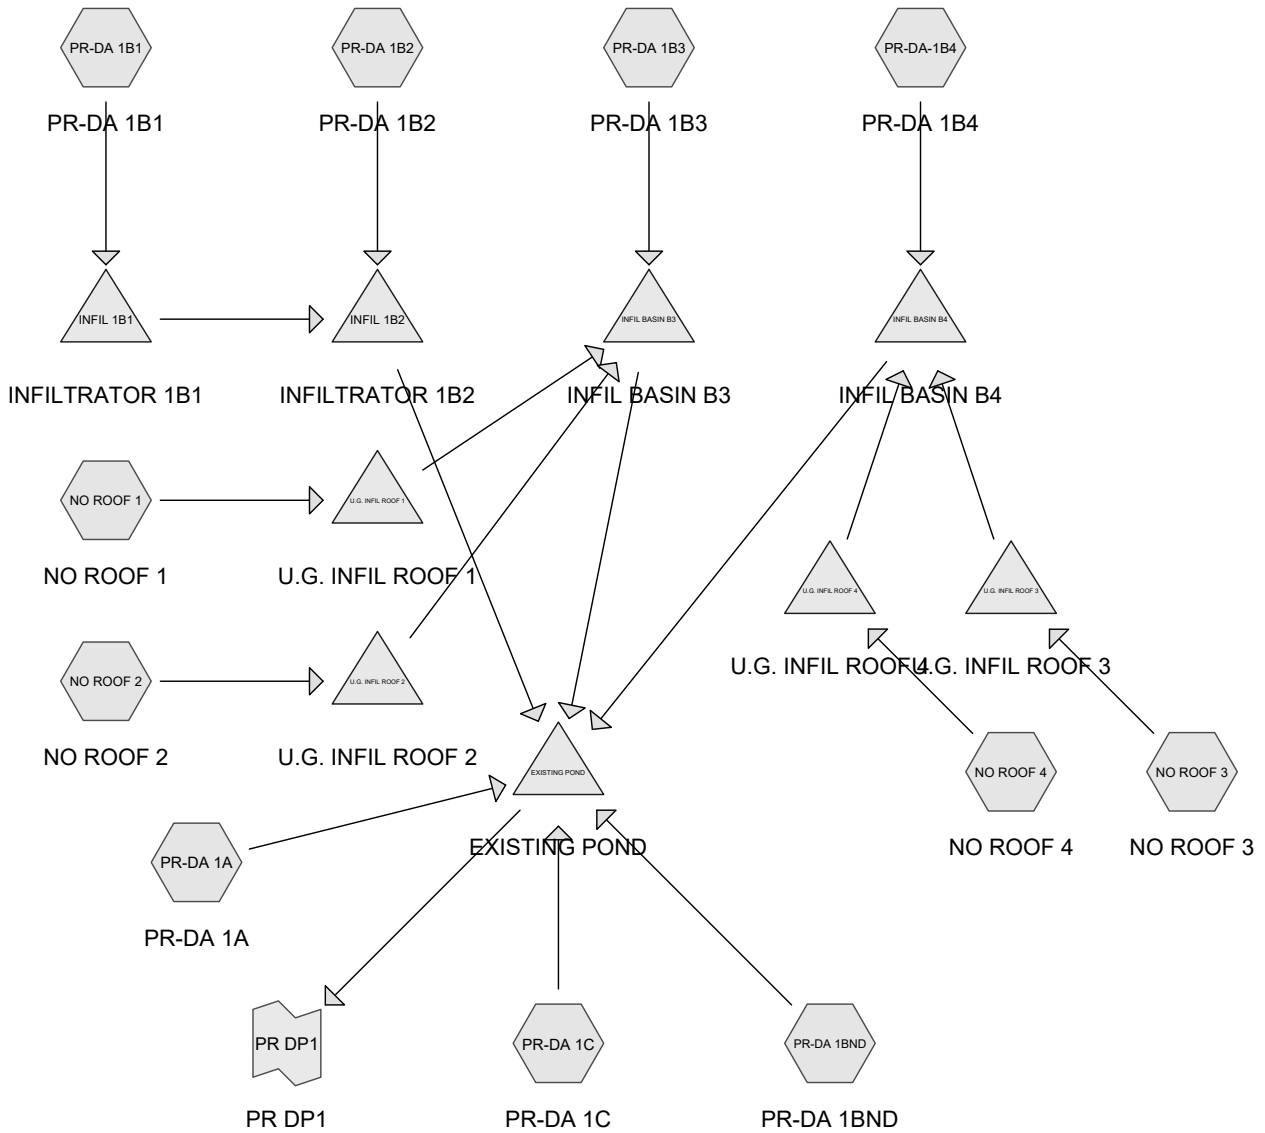 PR-DA 1B1
PR-DA 1B2
PR-DA 1B3
PR-DA-1B4
PR-DA 1B1
PR-DA 1B2
PR-DA 1B3
PR-DA 1B4
INFIL 1B1
INFIL 1B2
INFIL BASIN B3
INFIL BASIN B4
INFILTRATOR 1B1
INFILTRATOR 1B2
INFIL BASIN B3
INFIL BASIN B4
NO ROOF 1
U.G. INFIL ROOF 1
NO ROOF 1
U.G. INFIL ROOF 1
U.G. INFIL ROOF 4
U.G. INFIL ROOF 3
U.G. INFIL ROOF 4
U.G. INFIL ROOF 3
NO ROOF 2
U.G. INFIL ROOF 2
NO ROOF 2
U.G. INFIL ROOF 2
EXISTING POND
NO ROOF 4
NO ROOF 3
EXISTING POND
NO ROOF 4
NO ROOF 3
PR-DA 1A
PR-DA 1A
PR DP1
PR-DA 1C
PR-DA 1BND
PR DP1
PR-DA 1C
PR-DA 1BND